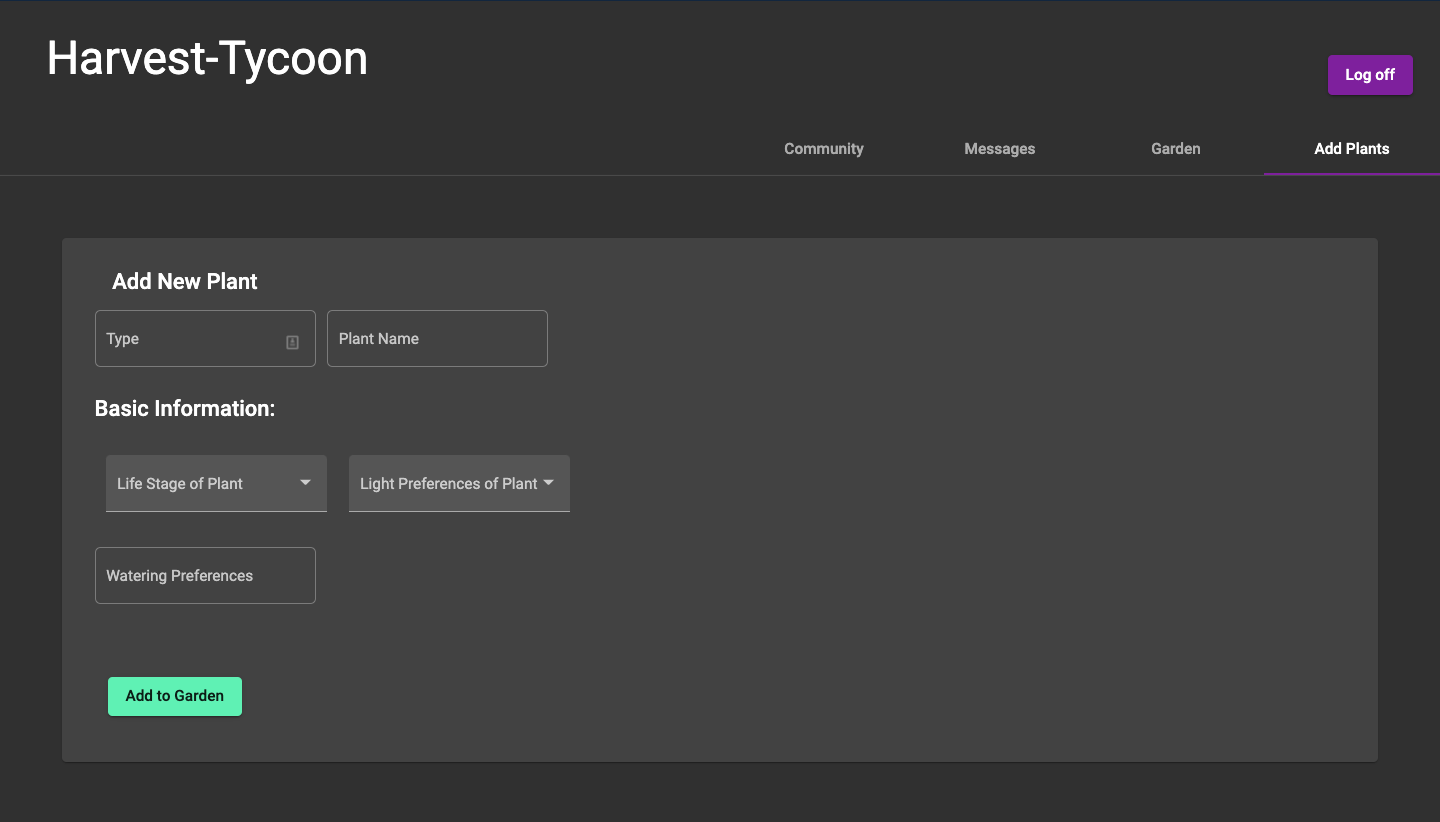 Harvest-Tycoon
Log off
Community Messages Garden Add Plants
Add New Plant
Type Plant Name
Basic Information:
Life Stage of Plant Light Preferences of Plant
Watering Preferences
Add to Garden